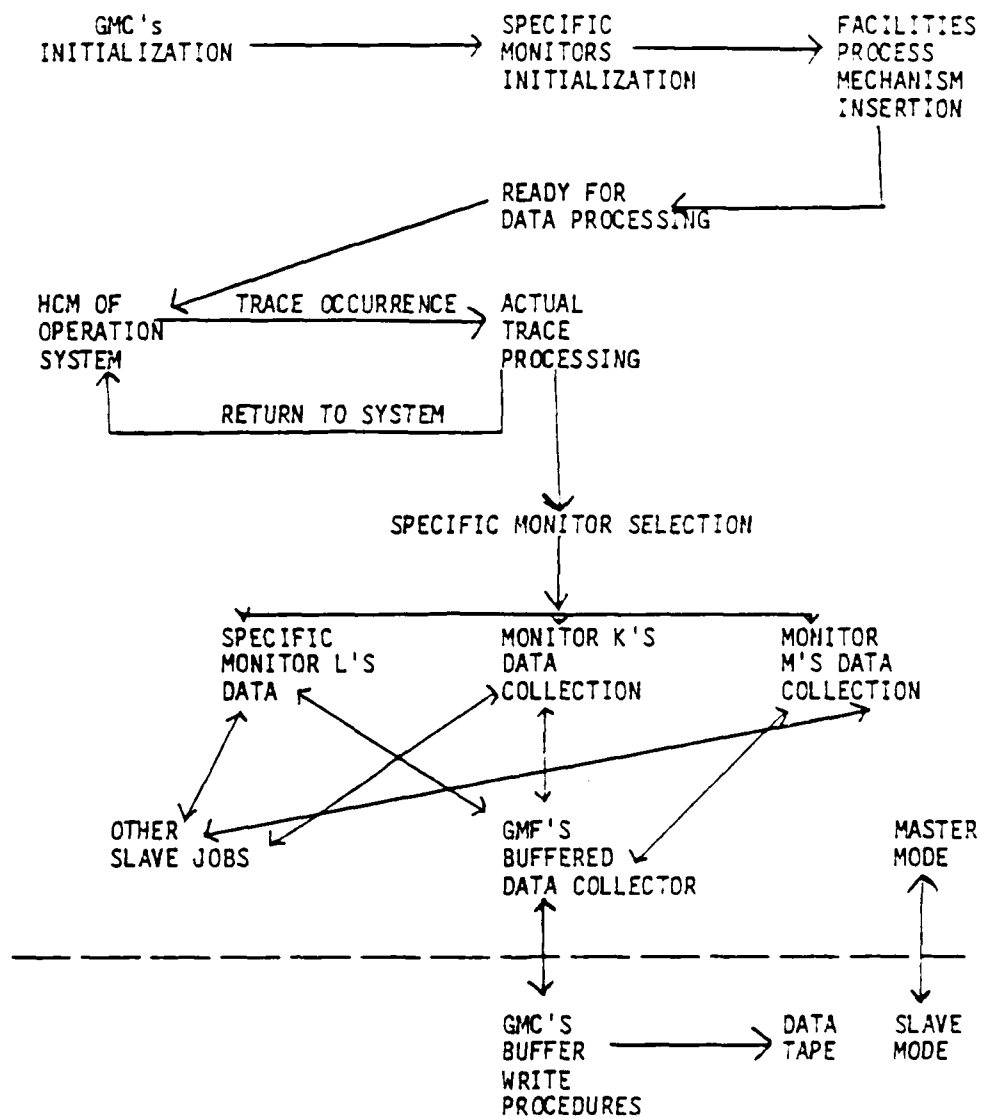 GMC's
INITIALIZATION
SPECIFIC
MONITORS
INITIALIZATION
FACILITIES
PROCESS
MECHANISM
INSERTION
READY FOR
DATA PROCESSING
HCM OF
OPERATION
SYSTEM
TRACE OCCURRENCE
ACTUAL
TRACE
PROCESSING
RETURN TO SYSTEM
SPECIFIC MONITOR SELECTION
SPECIFIC
MONITOR L'S
DATA
MONITOR K'S
DATA
COLLECTION
MONITOR
M'S DATA
COLLECTION
OTHER
SLAVE JOBS
GMF'S
BUFFERED
DATA COLLECTOR
MASTER
MODE
GMC'S
BUFFER
WRITE
PROCEDURES
DATA
TAPE
SLAVE
MODE